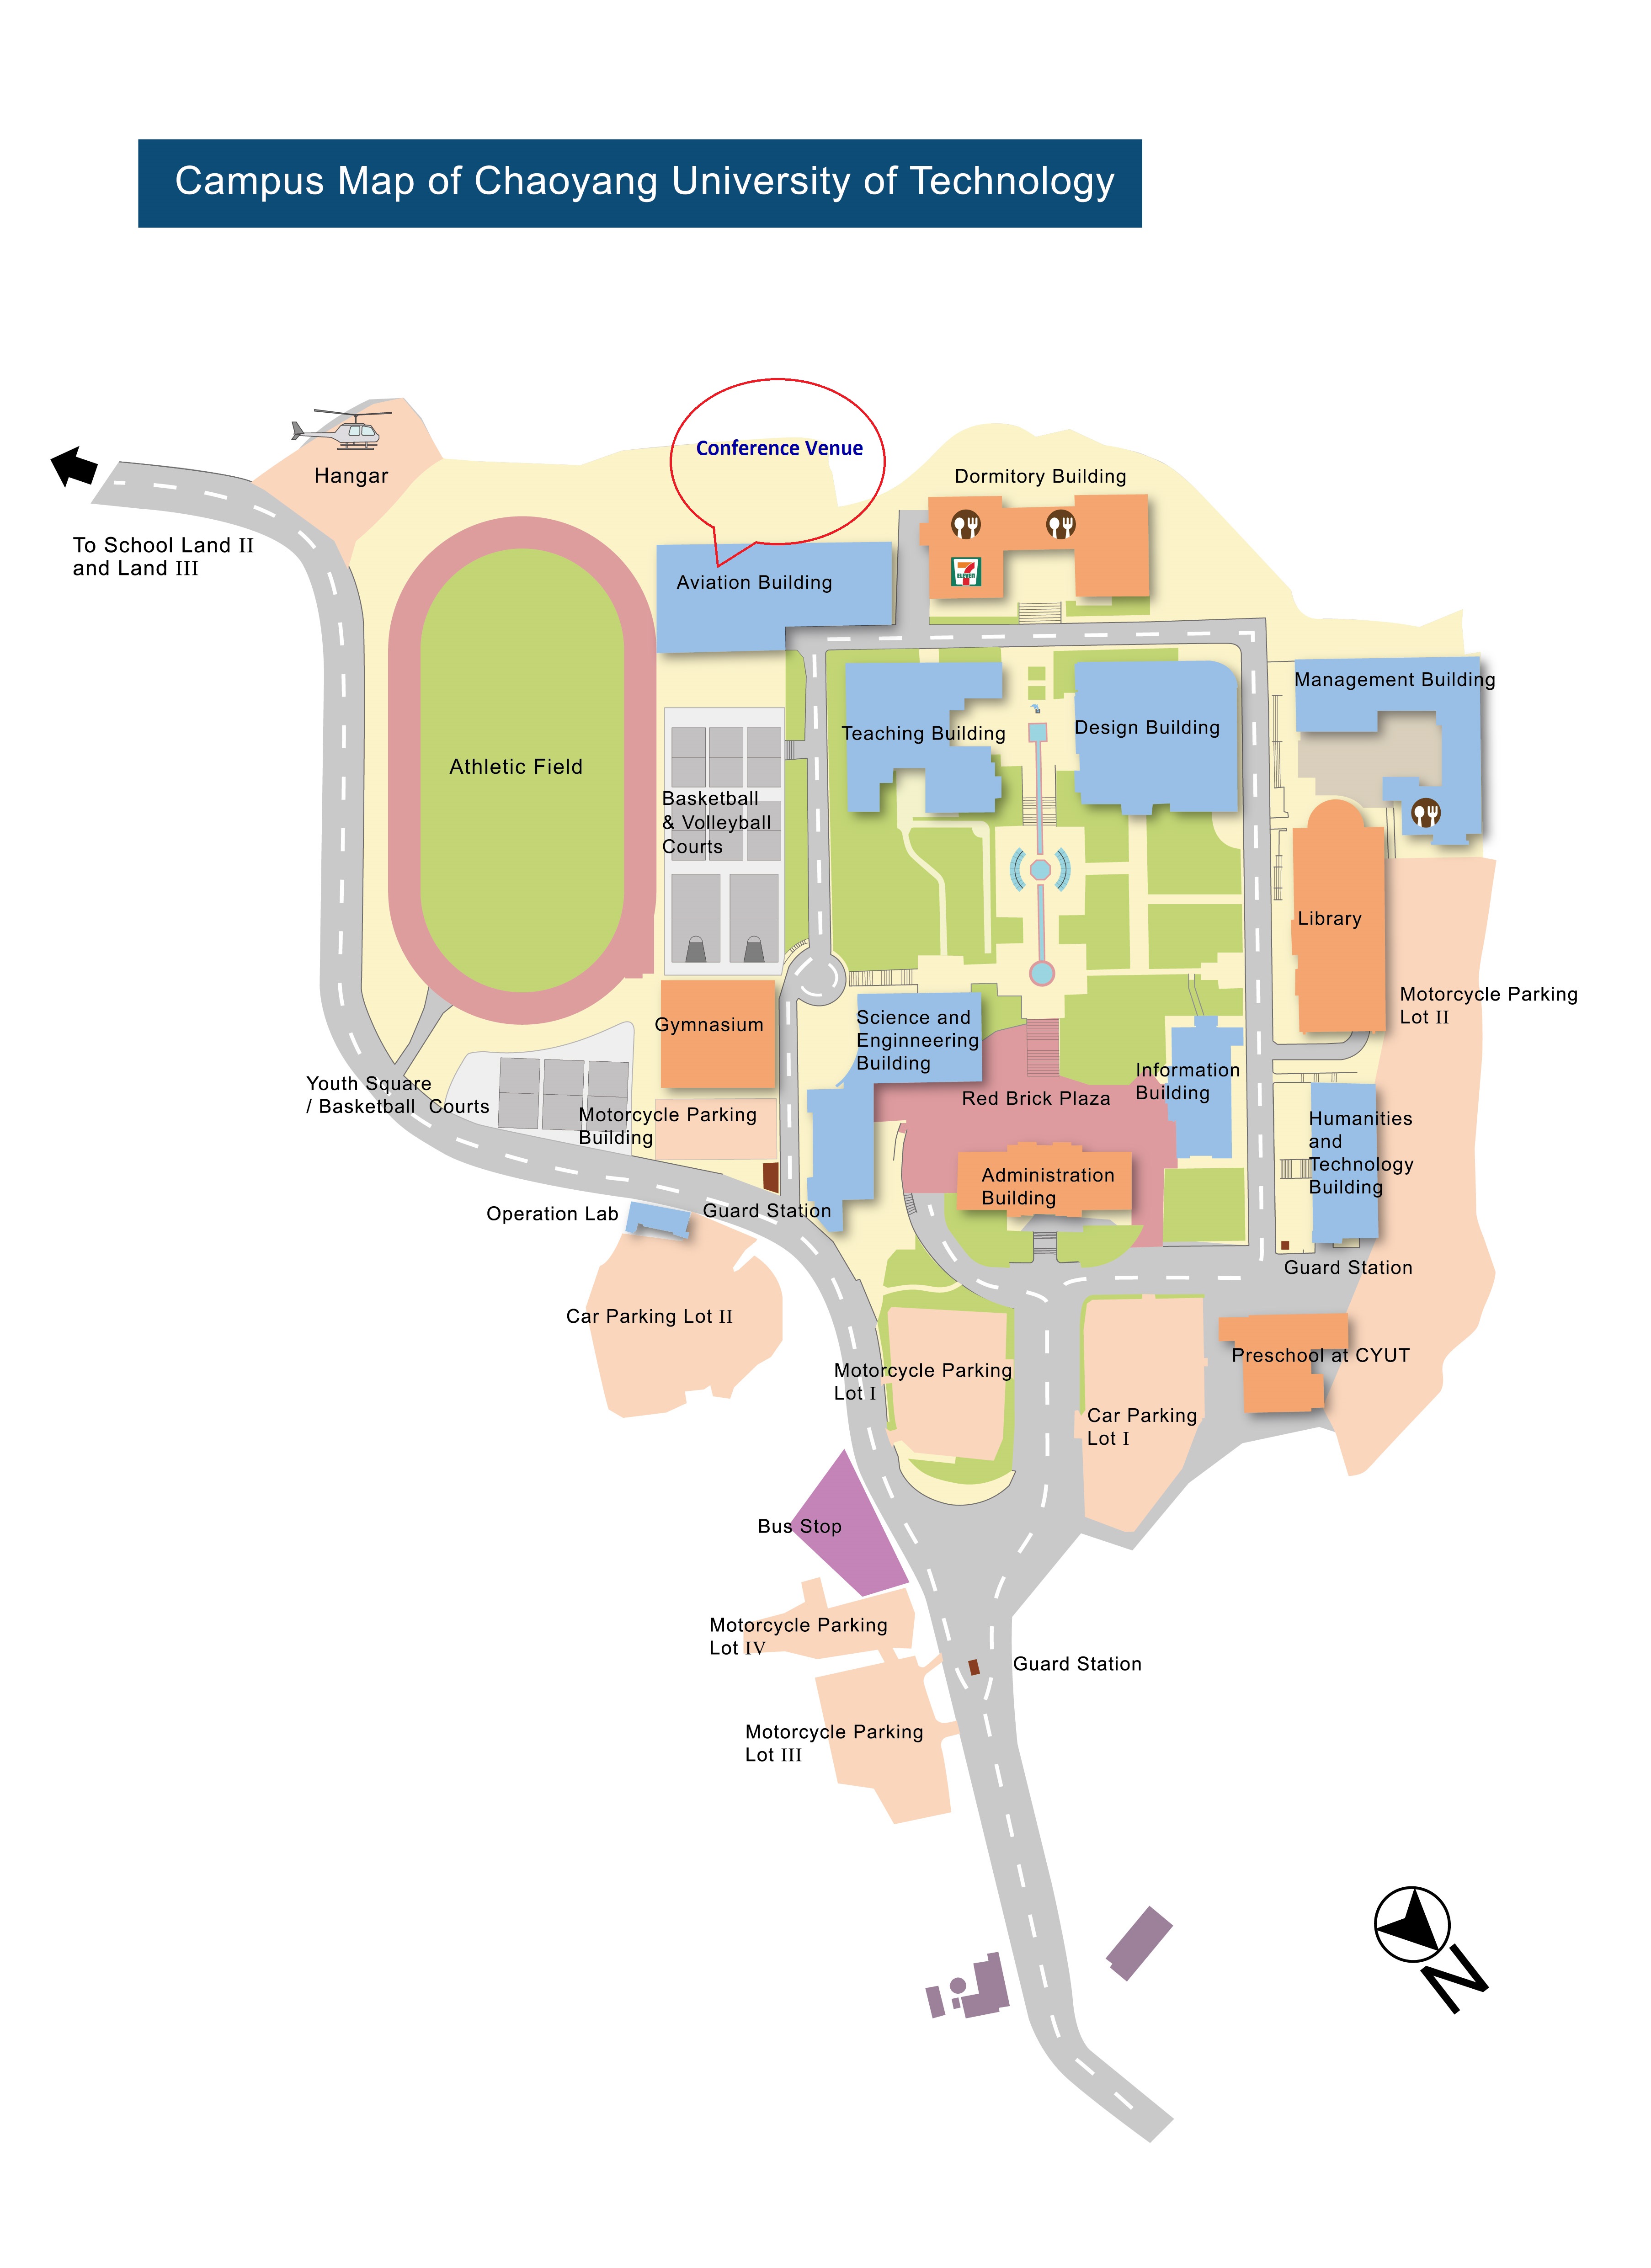 Campus Map of Chaoyang University of Technology
Conference Venue
Hangar
Dormitory Building
To School Land II
and Land III
Aviation Building
7
ELEVEn
Management Building
Teaching Building
Design Building
Athletic Field
Basketball
& Volleyball
Courts
Library
Motorcycle Parking
Lot II
Gymnasium
Science and
Enginneering
Building
Youth Square
/ Basketball Courts
Information
Building
Red Brick Plaza
Motorcycle Parking
Building
Humanities
and
Technology
Building
Administration
Building
Operation Lab
Guard Station
Guard Station
Car Parking Lot II
Motorcycle Parking
Lot I
Preschool at CYUT
Car Parking
Lot I
Bus Stop
Motorcycle Parking
Lot IV
Guard Station
Motorcycle Parking
Lot III
N